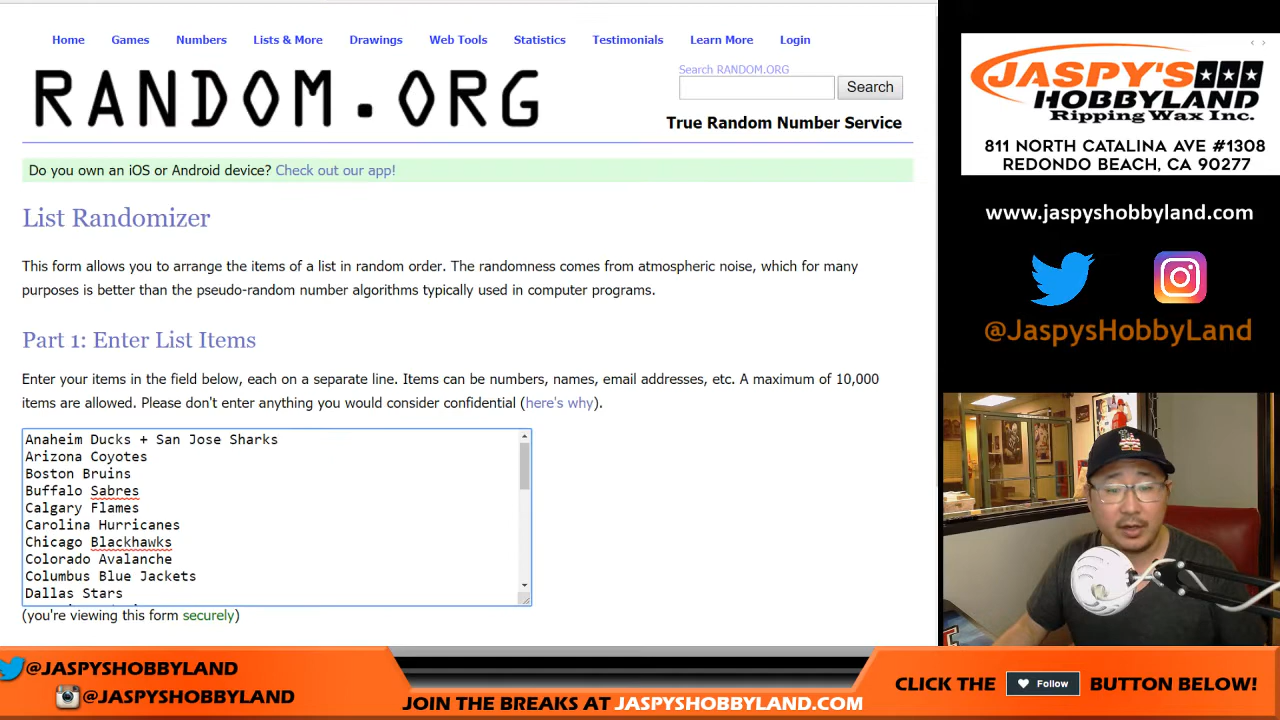 Home Games Numbers Lists & More Drawings Web Tools Statistics Testimonials Learn More Login
RANDOM.ORG
Search RANDOM.ORG
Search
True Random Number Service
Do you own an iOS or Android device? Check out our app!
List Randomizer
This form allows you to arrange the items of a list in random order. The randomness comes from atmospheric noise, which for many
purposes is better than the pseudo-random number algorithms typically used in computer programs.
Part 1: Enter List Items
Enter your items in the field below, each on a separate line. Items can be numbers, names, email addresses, etc. A maximum of 10,000
items are allowed. Please don't enter anything you would consider confidential (here's why).
Anaheim Ducks + San Jose Sharks
Arizona Coyotes
Boston Bruins
Buffalo Sabres
Calgary Flames
Carolina Hurricanes
Chicago Blackhawks
Colorado Avalanche
Columbus Blue Jackets
Dallas Stars
(you're viewing this form securely)
JASPY'S
HOBBYLAND
Ripping Wax Inc.
811 NORTH CATALINA AVE #1308
REDONDO BEACH, CA 90277
www.jaspyshobbyland.com
@JaspysHobbyLand
@JASPYSHOBBYLAND
@JASPYSHOBBYLAND
JOIN THE BREAKS AT JASPYSHOBBYLAND.COM
CLICK THE Follow BUTTON BELOW!